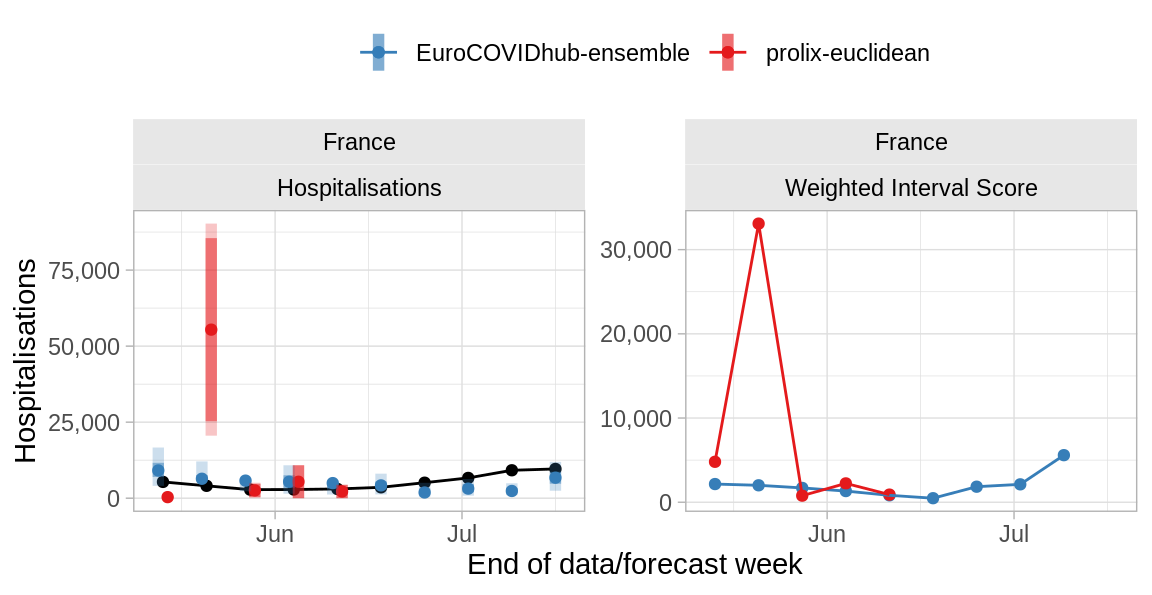 EuroCOVIDhub-ensemble prolix-euclidean
France France
Hospitalisations Weighted Interval Score
Hospitalisations
75,000
50,000
25,000
0
30,000
20,000
10,000
0
Jun Jul Jun Jul
End of data/forecast week